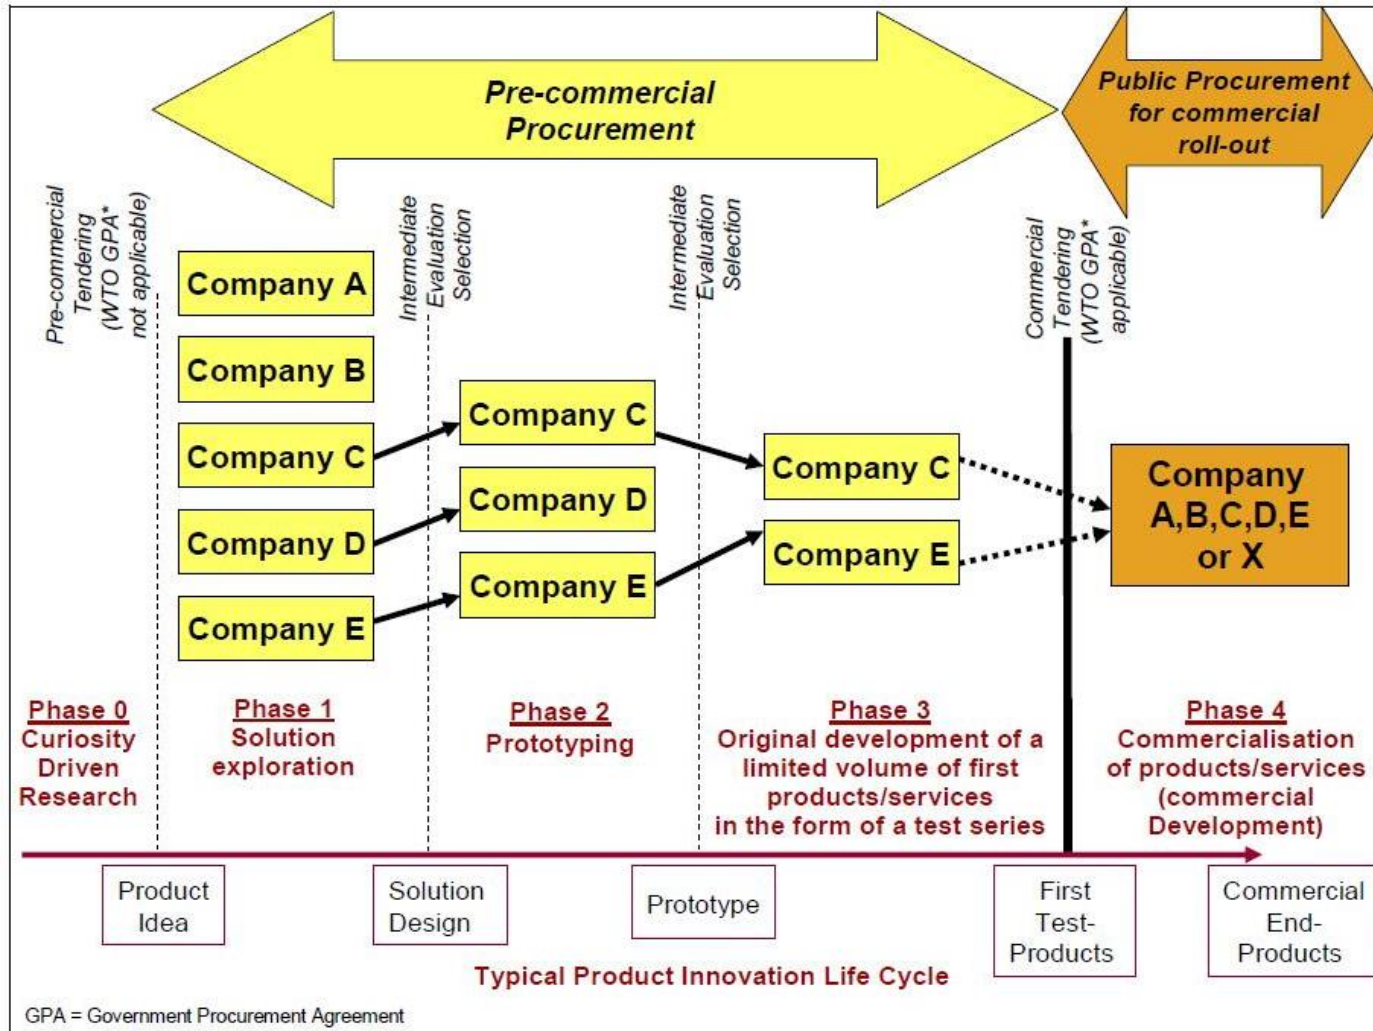 Pre-commercial
Procurement
Public Procurement
for commercial
roll-out
Pre-commercial
Tendering
(WTO GPA*
not applicable)
Intermediate
Evaluation
Selection
Intermediate
Evaluation
Selection
Commercial
Tendering
(WTO GPA*
applicable)
Company A
Company B
Company C
Company D
Company E
Company C
Company D
Company E
Company C
Company E
Company
A,B,C,D,E
or X
Phase 0
Curiosity
Driven
Research
Phase 1
Solution
exploration
Phase 2
Prototyping
Phase 3
Original development of a
limited volume of first
products/services
in the form of a test series
Phase 4
Commercialisation
of products/services
(commercial
Development)
Product
Idea
Solution
Design
Prototype
First
Test-
Products
Commercial
End-
Products
Typical Product Innovation Life Cycle
GPA = Government Procurement Agreement